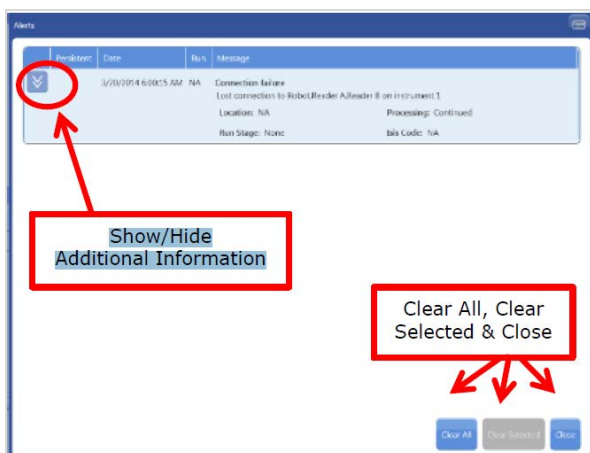 Alerts
Persistent Date Run Message
3/20/2014 6:00:15 AM NA Connection failure
Lost connection to Robot,Reader A,Reader B on instrument 1
Location: NA Processing: Continued
Run Stage: None bis Code: NA
Show/Hide
Additional Information
Clear All, Clear
Selected & Close
Clear All Clear Selected Close